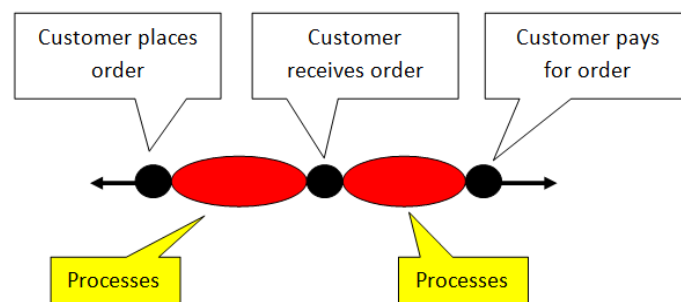 Customer places
order
Customer
receives order
Customer pays
for order
Processes
Processes